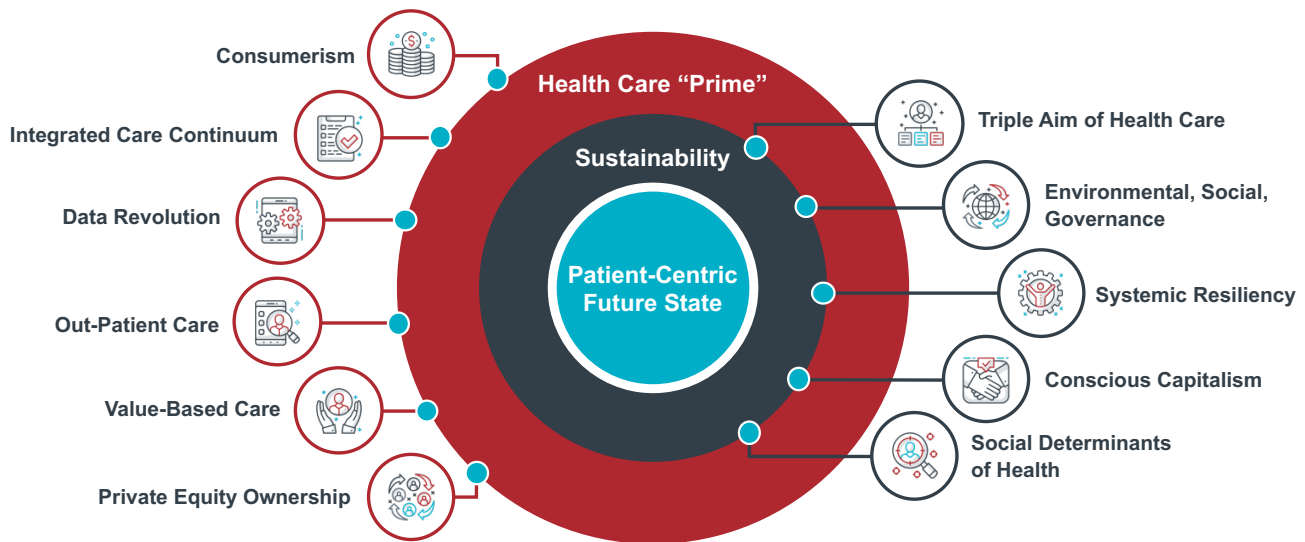 Consumerism
Integrated Care Continuum
Data Revolution
Out-Patient Care
Value-Based Care
Private Equity Ownership
Health Care “Prime”
Sustainability
Patient-Centric
Future State
Triple Aim of Health Care
Environmental, Social,
Governance
Systemic Resiliency
Conscious Capitalism
Social Determinants
of Health
$